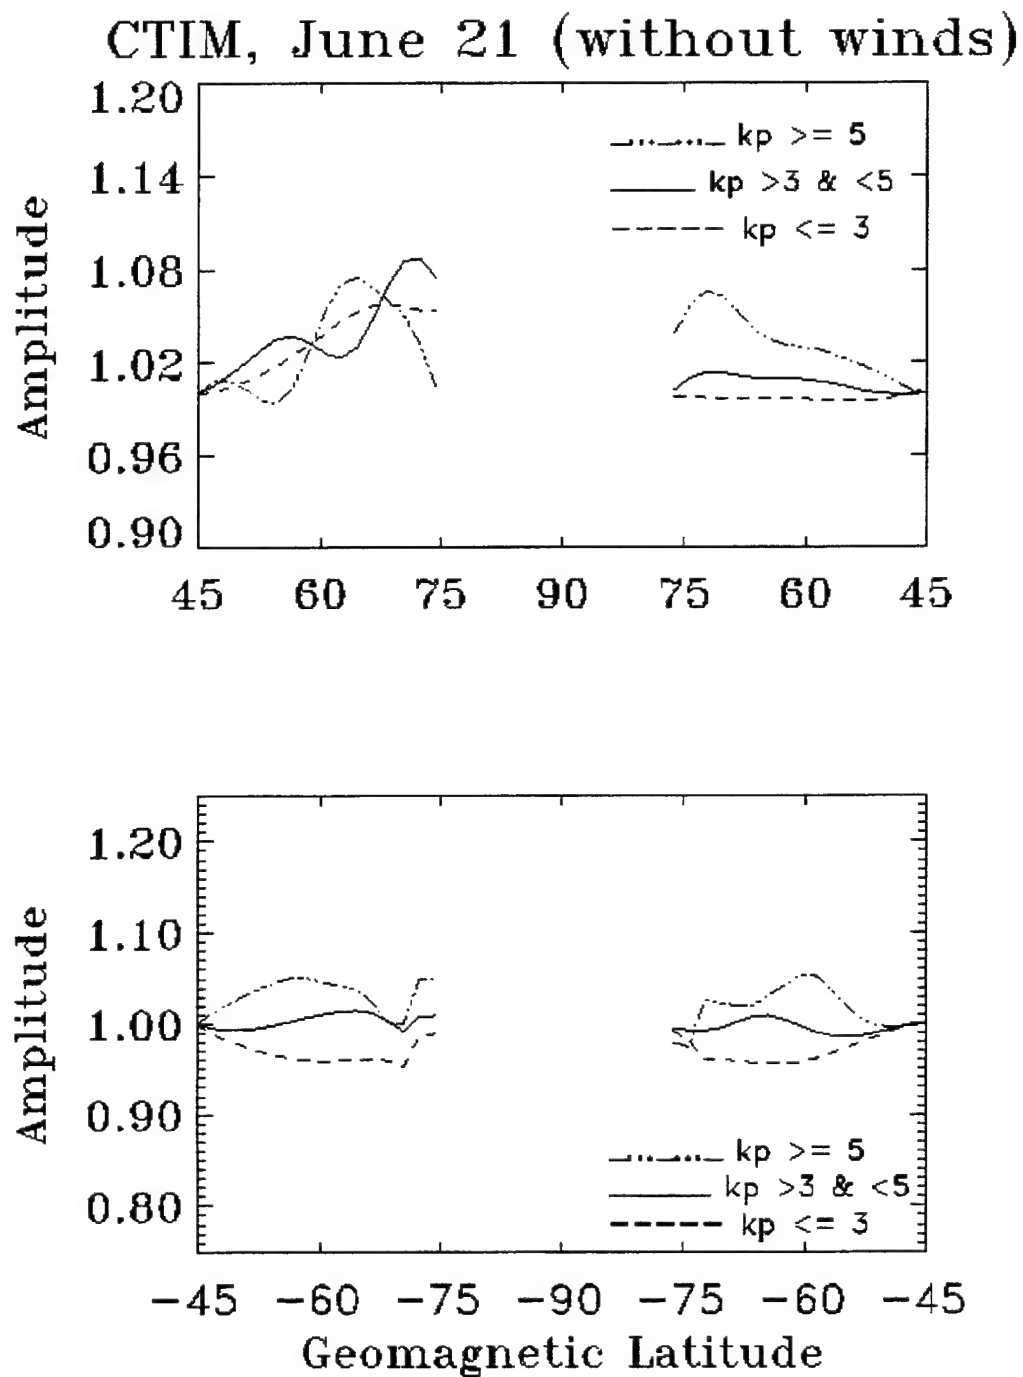 CTIM, June 21 (without winds)
1.20
1.14
1.08
1.02
0.96
0.90
Amplitude
kp >= 5
kp >3 & <5
kp <= 3
45 60 75 90 75 60 45
1.20
1.10
1.00
0.90
0.80
Amplitude
kp >= 5
kp >3 & <5
kp <= 3
-45 -60 -75 -90 -75 -60 -45
Geomagnetic Latitude